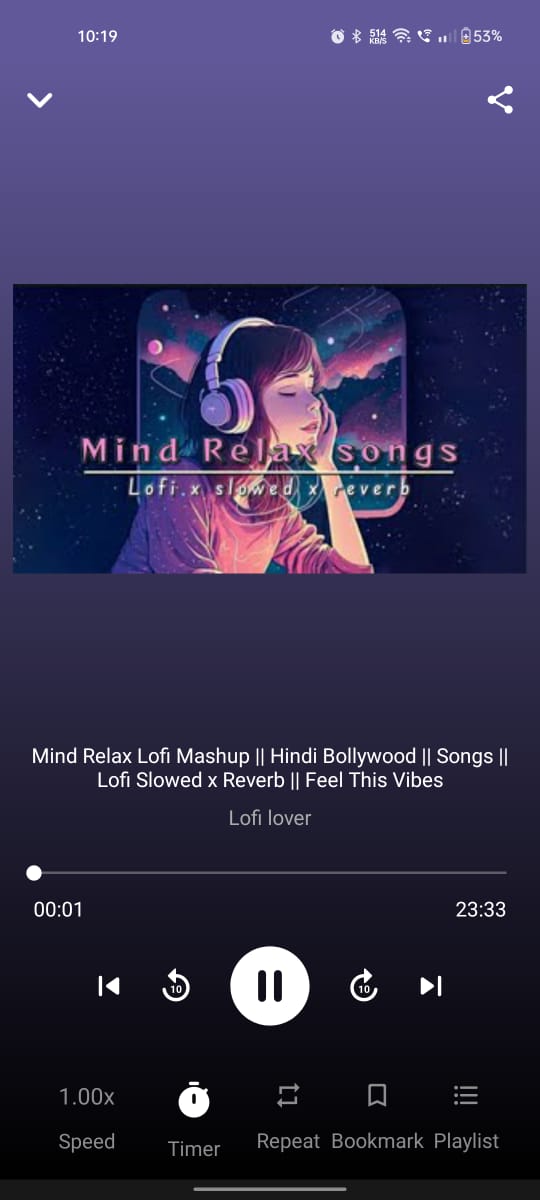 10:19
514 KB/S
53%
Mind Relax songs
Lofi.x slowed x reverb
Mind Relax Lofi Mashup || Hindi Bollywood || Songs ||
Lofi Slowed x Reverb || Feel This Vibes
Lofi lover
00:01 23:33
10 10
1.00x
Speed Timer Repeat Bookmark Playlist